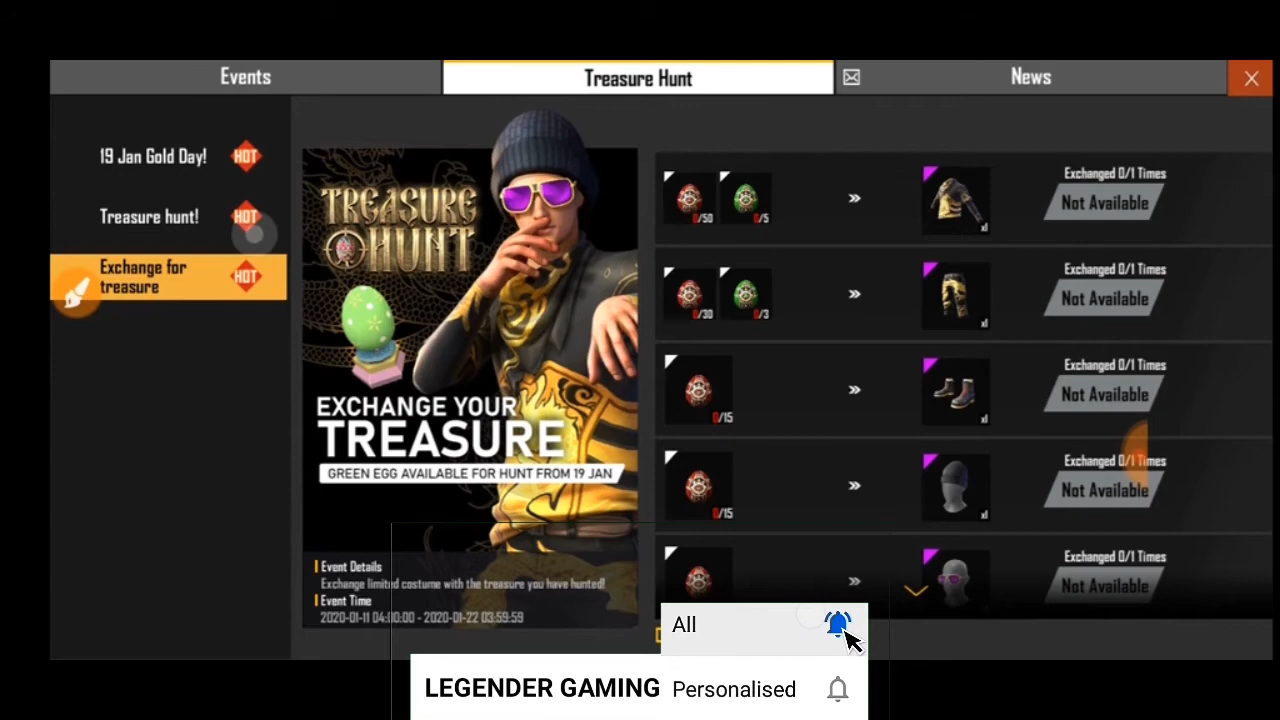 Events
Treasure Hunt
News
19 Jan Gold Day!
HOT
Treasure hunt!
HOT
Exchange for
treasure
HOT
TREASURE
HUNT
EXCHANGE YOUR
TREASURE
GREEN EGG AVAILABLE FOR HUNT FROM 19 JAN
Event Details
Exchange limited costume with the treasure you have hunted!
Event Time
2020-01-11 04:00:00 - 2020-01-22 03:59:59
0/50
0/5
x1
Exchanged 0/1 Times
Not Available
0/30
0/3
x1
Exchanged 0/1 Times
Not Available
0/15
x1
Exchanged 0/1 Times
Not Available
0/15
x1
Exchanged 0/1 Times
Not Available
Exchanged 0/1 Times
Not Available
All
LEGENDER GAMING
Personalised